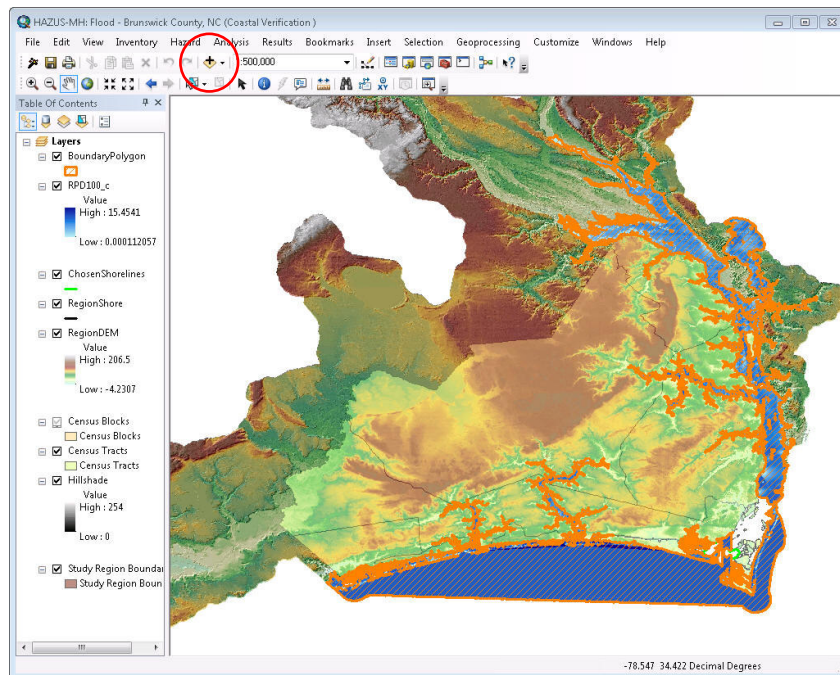 HAZUS-MH: Flood - Brunswick County, NC (Coastal Verification )
File Edit View Inventory Hazard Analysis Results Bookmarks Insert Selection Geoprocessing Customize Windows Help
:500,000
Table Of Contents
Layers
BoundaryPolygon
RPD100_c
Value
High : 15.4541
Low : 0.000112057
ChosenShorelines
RegionShore
RegionDEM
Value
High : 206.5
Low : -4.2307
Census Blocks
Census Blocks
Census Tracts
Census Tracts
Hillshade
Value
High : 254
Low : 0
Study Region Boundar
Study Region Boun
-78.547 34.422 Decimal Degrees